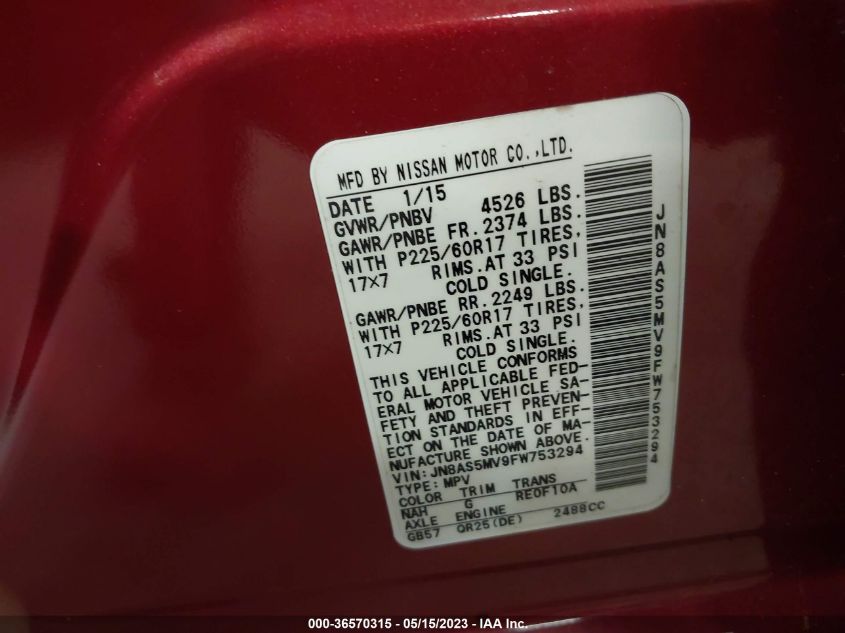 MFD BY NISSAN MOTOR CO.,LTD.
DATE 1/15
GVWR/PNBV 4526 LBS.
GAWR/PNBE FR.2374 LBS.
WITH P225/60R17 TIRES,
17×7 RIMS.AT 33 PSI
COLD SINGLE.
GAWR/PNBE RR.2249 LBS.
WITH P225/60R17 TIRES,
17×7 RIMS.AT 33 PSI
COLD SINGLE.
THIS VEHICLE CONFORMS
TO ALL APPLICABLE FED-
ERAL MOTOR VEHICLE SA-
FETY AND THEFT PREVEN-
TION STANDARDS IN EFF-
ECT ON THE DATE OF MA-
NUFACTURE SHOWN ABOVE.
VIN: JN8AS5MV9FW753294
TYPE: MPV
COLOR TRIM TRANS
NAH G RE0F10A
AXLE ENGINE
GB57 QR25(DE) 2488CC
JN8AS5MV9FW753294
000-36570315 - 05/15/2023 - IAA Inc.